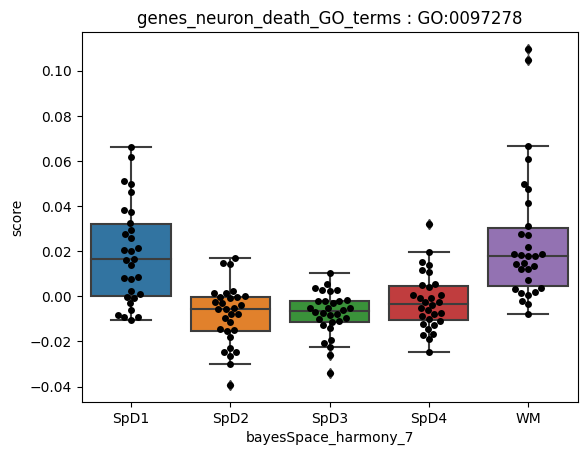 genes_neuron_death_GO_terms : GO:0097278
score
0.10
0.08
0.06
0.04
0.02
0.00
−0.02
−0.04
SpD1 SpD2 SpD3 SpD4 WM
bayesSpace_harmony_7